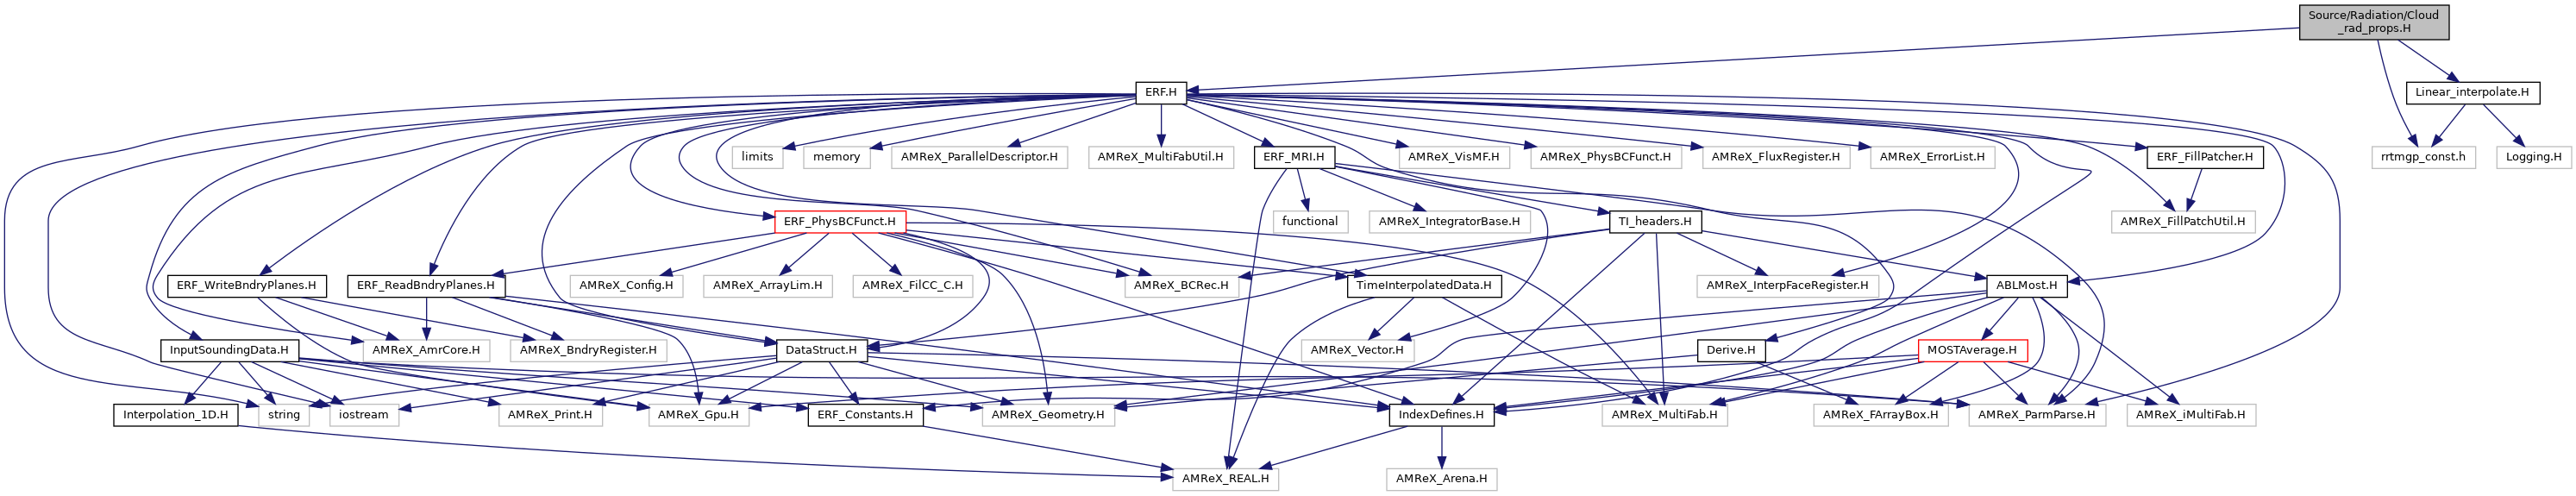 Source/Radiation/Cloud
_rad_props.H
ERF.H
Linear_interpolate.H
limits
memory
AMReX_ParallelDescriptor.H
AMReX_MultiFabUtil.H
ERF_MRI.H
AMReX_VisMF.H
AMReX_PhysBCFunct.H
AMReX_FluxRegister.H
AMReX_ErrorList.H
ERF_FillPatcher.H
rrtmgp_const.h
Logging.H
ERF_PhysBCFunct.H
functional
AMReX_IntegratorBase.H
TI_headers.H
AMReX_FillPatchUtil.H
ERF_WriteBndryPlanes.H
ERF_ReadBndryPlanes.H
AMReX_Config.H
AMReX_ArrayLim.H
AMReX_FilCC_C.H
AMReX_BCRec.H
TimeInterpolatedData.H
AMReX_InterpFaceRegister.H
ABLMost.H
InputSoundingData.H
AMReX_AmrCore.H
AMReX_BndryRegister.H
DataStruct.H
AMReX_Vector.H
Derive.H
MOSTAverage.H
Interpolation_1D.H
string
iostream
AMReX_Print.H
AMReX_Gpu.H
ERF_Constants.H
AMReX_Geometry.H
IndexDefines.H
AMReX_MultiFab.H
AMReX_FArrayBox.H
AMReX_ParmParse.H
AMReX_iMultiFab.H
AMReX_REAL.H
AMReX_Arena.H